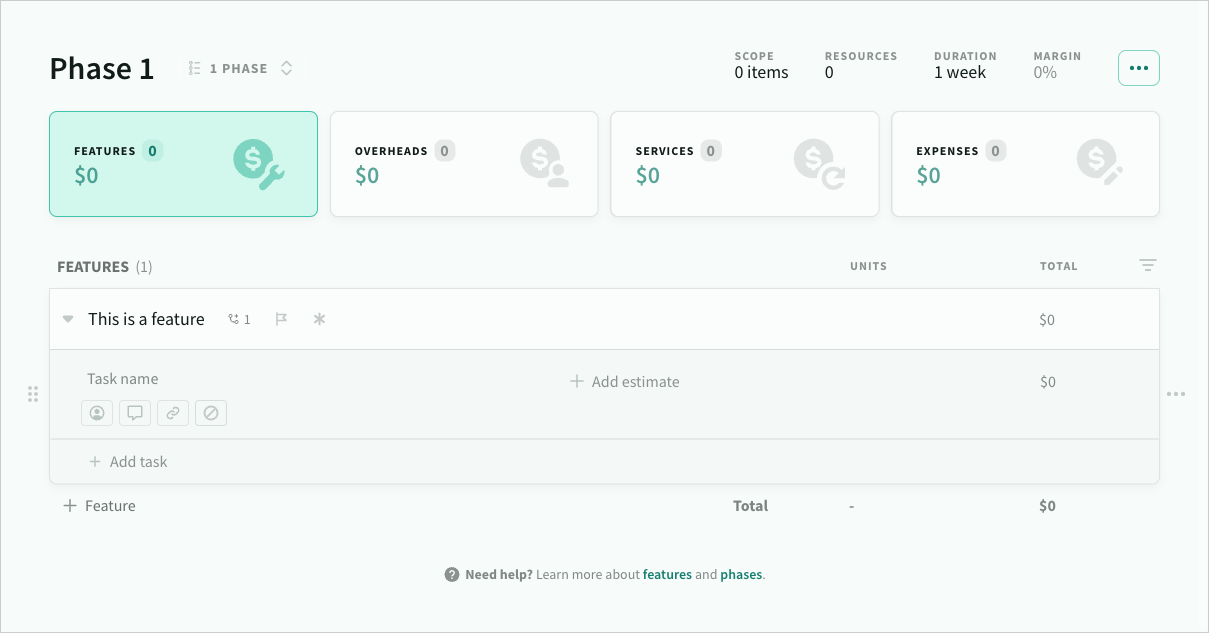 Phase 1
1 PHASE
SCOPE
0 items
RESOURCES
0
DURATION
1 week
MARGIN
0%
FEATURES 0
$0
OVERHEADS 0
$0
SERVICES 0
$0
EXPENSES 0
$0
FEATURES (1)
UNITS
TOTAL
This is a feature 1
$0
Task name
Add estimate
$0
Add task
Feature
Total
-
$0
Need help? Learn more about features and phases.